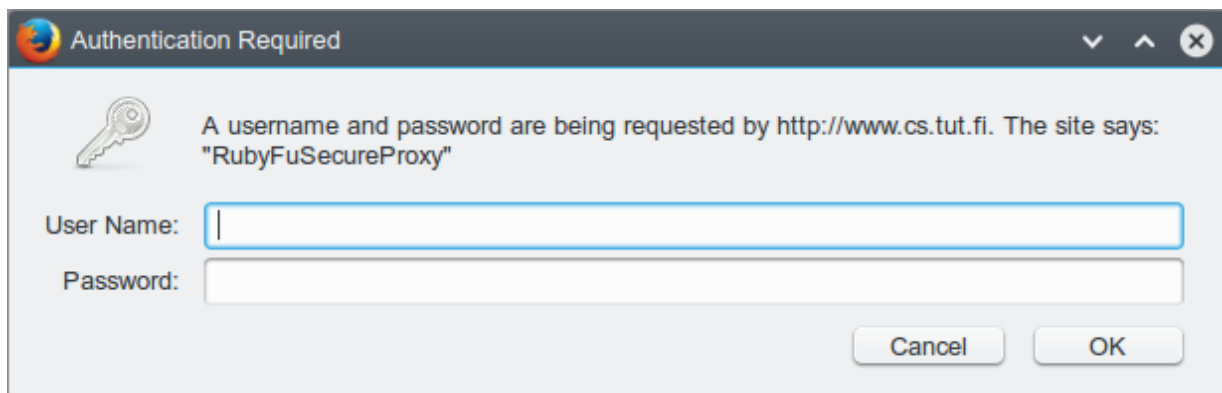 Authentication Required
A username and password are being requested by http://www.cs.tut.fi. The site says:
"RubyFuSecureProxy"
User Name:
Password:
Cancel OK